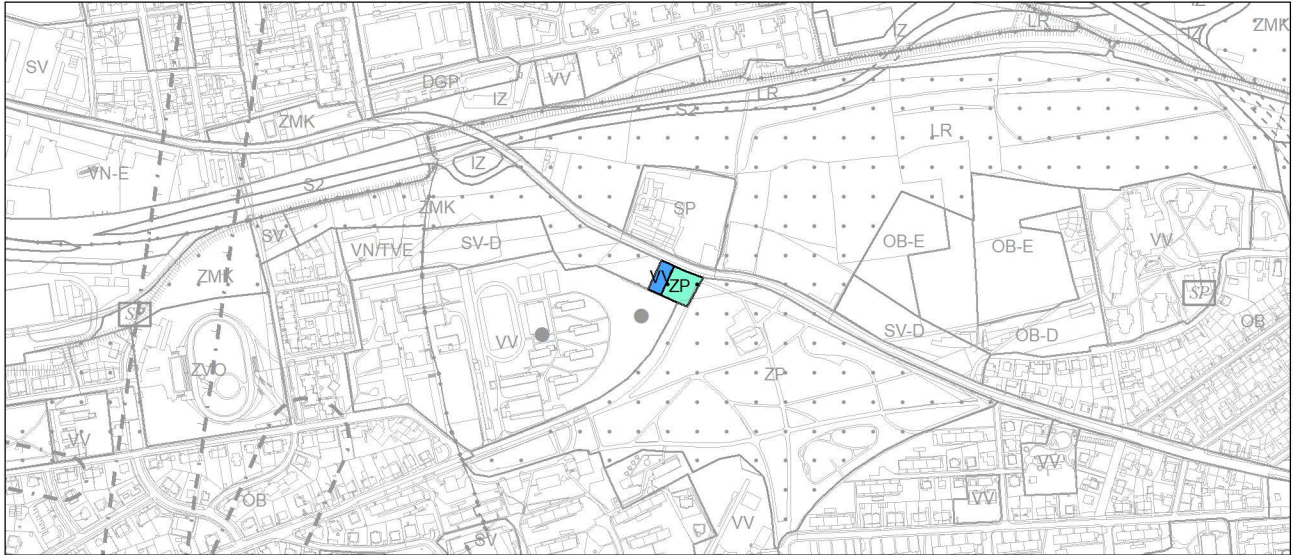 IZ
LR
IZ
ZMK
SV
VV
DGP
IZ
LR
S2
ZMK
LR
VN-E
IZ
S2
ZMK
SP
SV
SV-D
VN/TVE
OB-E
OB-E
VV
ZMK
VV
ZP
SP
SP
OB
SV-D
OB-D
VV
ZVO
ZP
VV
VV
OB
VV
VV
SV